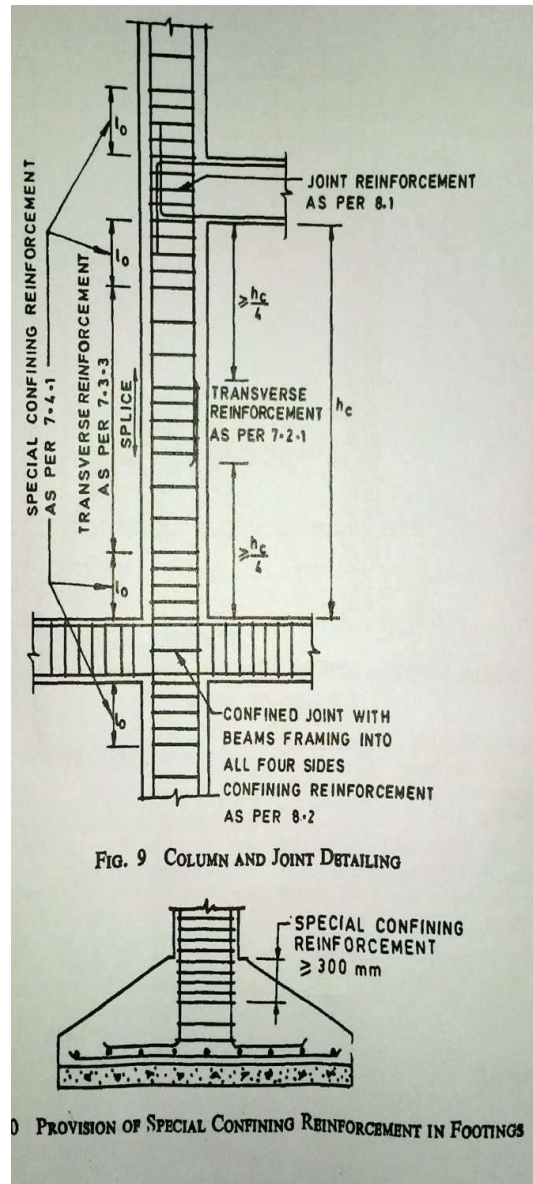 l₀
JOINT REINFORCEMENT
AS PER 8.1
SPECIAL CONFINING REINFORCEMENT
AS PER 7.4.1
TRANSVERSE REINFORCEMENT
AS PER 7.3.3
l₀
SPLICE
⩾ hc/4
TRANSVERSE
REINFORCEMENT
AS PER 7.2.1
hc
⩾ hc/4
l₀
l₀
CONFINED JOINT WITH
BEAMS FRAMING INTO
ALL FOUR SIDES
CONFINING REINFORCEMENT
AS PER 8.2
FIG. 9 COLUMN AND JOINT DETAILING
SPECIAL CONFINING
REINFORCEMENT
⩾ 300 mm
0 PROVISION OF SPECIAL CONFINING REINFORCEMENT IN FOOTINGS